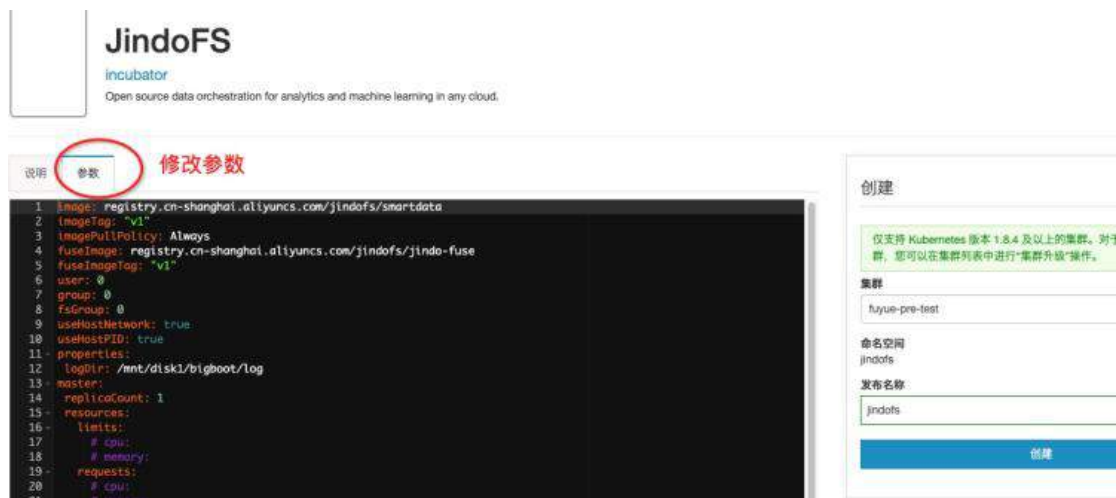 JindoFS
incubator
Open source data orchestration for analytics and machine learning in any cloud.
说明
参数
修改参数
1 image: registry.cn-shanghai.aliyuncs.com/jindofs/smartdata
2 imageTag: "v1"
3 imagePullPolicy: Always
4 fuseImage: registry.cn-shanghai.aliyuncs.com/jindofs/jindo-fuse
5 fuseImageTag: "v1"
6 user: 0
7 group: 0
8 fsGroup: 0
9 useHostNetwork: true
10 useHostPID: true
11 properties:
12 logDir: /mnt/disk1/bigboot/log
13 master:
14 replicaCount: 1
15 resources:
16 limits:
17 # cpu:
18 # memory:
19 requests:
20 # cpu:
创建
仅支持 Kubernetes 版本 1.8.4 及以上的集群。对于
群，您可以在集群列表中进行“集群升级”操作。
集群
fuyue-pre-test
命名空间
jindofs
发布名称
jindofs
创建